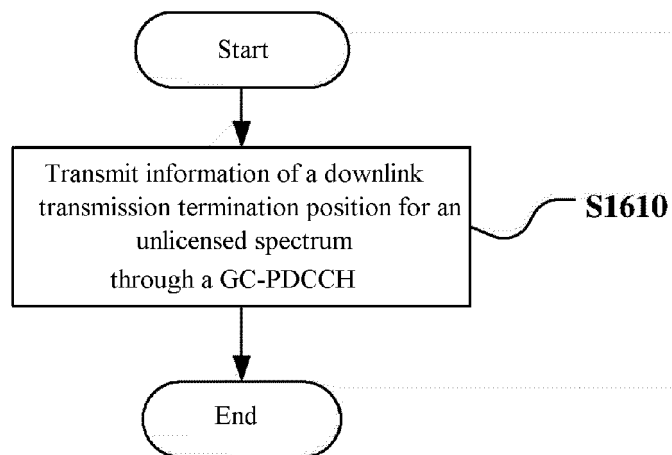 Start
Transmit information of a downlink
transmission termination position for an
unlicensed spectrum
through a GC-PDCCH
S1610
End